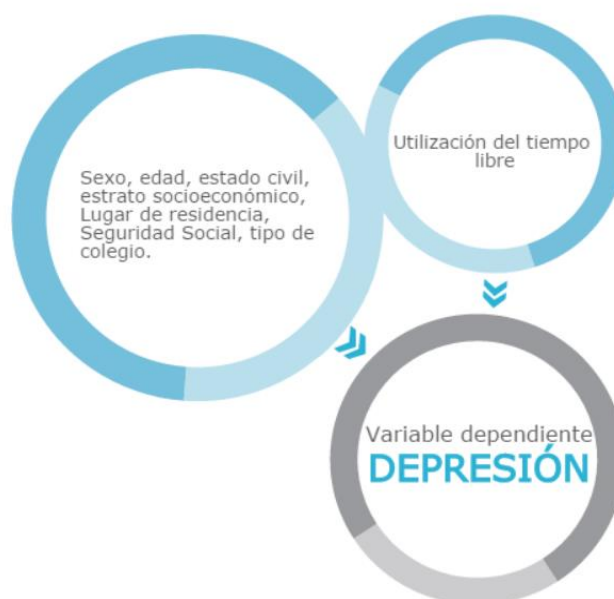 Sexo, edad, estado civil,
estrato socioeconómico,
Lugar de residencia,
Seguridad Social, tipo de
colegio.
Utilización del tiempo
libre
Variable dependiente
DEPRESIÓN